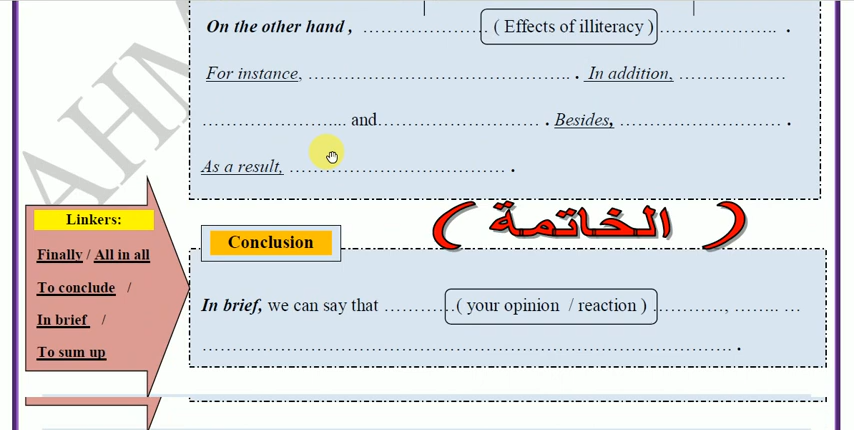 On the other hand , …………………. ( Effects of illiteracy ) ……………….. .
For instance, ………………………………………. . In addition, ………………
…………………... and……………………… . Besides, ……………………… .
As a result, ………………………………. .
( الخاتمة )
Linkers:
Finally / All in all
To conclude /
In brief /
To sum up
Conclusion
In brief, we can say that …………( your opinion / reaction ) …………, …….. …
………………………………………………………………………… .